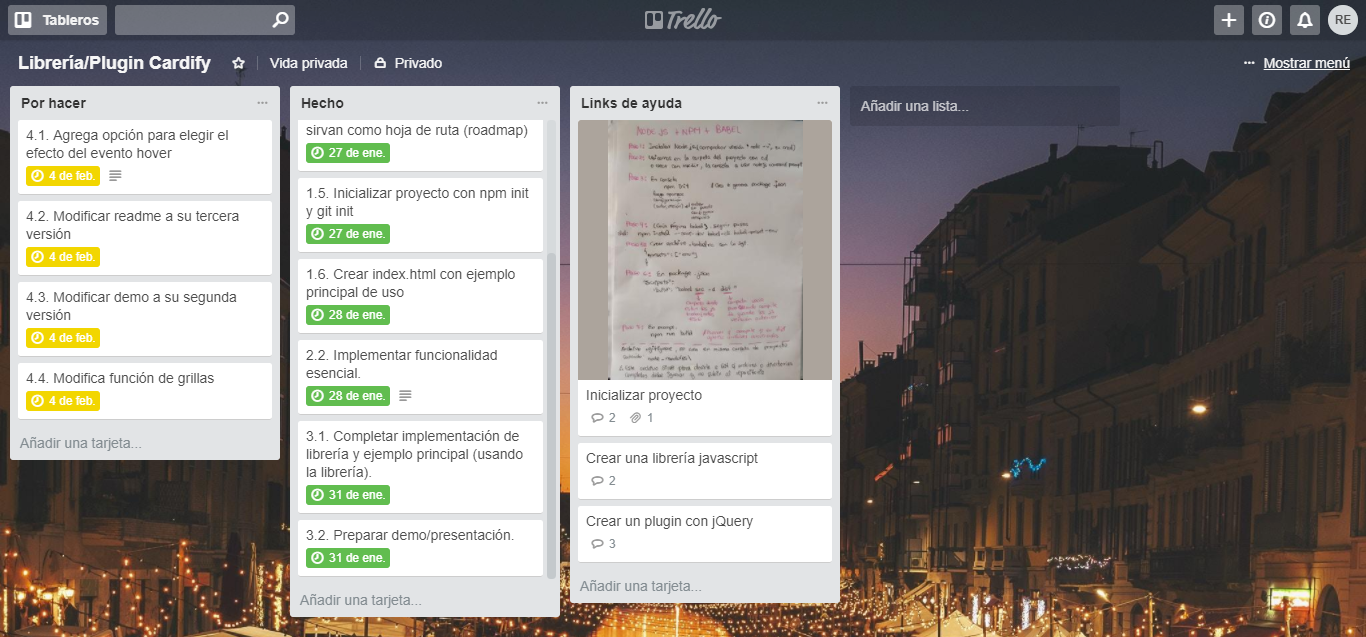 Tableros
Trello
RE
Librería/Plugin Cardify
Vida privada
Privado
... Mostrar menú
Por hacer
...
4.1. Agrega opción para elegir el
efecto del evento hover
4 de feb.
4.2. Modificar readme a su tercera
versión
4 de feb.
4.3. Modificar demo a su segunda
versión
4 de feb.
4.4. Modifica función de grillas
4 de feb.
Añadir una tarjeta...
Hecho
...
sirvan como hoja de ruta (roadmap)
27 de ene.
1.5. Inicializar proyecto con npm init
y git init
27 de ene.
1.6. Crear index.html con ejemplo
principal de uso
28 de ene.
2.2. Implementar funcionalidad
esencial.
28 de ene.
3.1. Completar implementación de
librería y ejemplo principal (usando
la librería).
31 de ene.
3.2. Preparar demo/presentación.
31 de ene.
Añadir una tarjeta...
Links de ayuda
...
NODE JS + NPM + BABEL
Inicializar proyecto
2 1
Crear una librería javascript
2
Crear un plugin con jQuery
3
Añadir una tarjeta...
Añadir una lista...